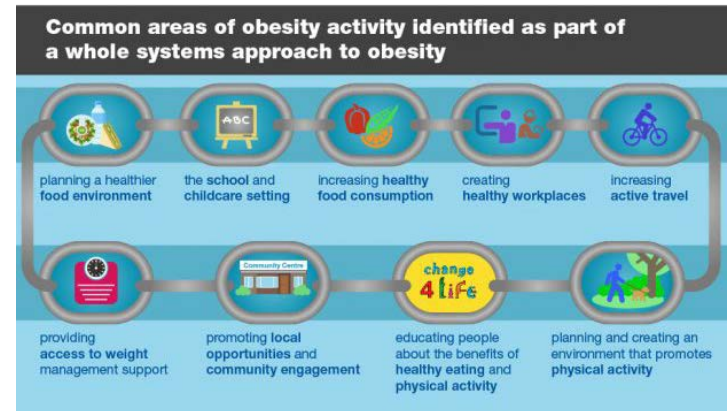 Common areas of obesity activity identified as part of
a whole systems approach to obesity
ABC
planning a healthier
food environment
the school and
childcare setting
increasing healthy
food consumption
creating
healthy workplaces
increasing
active travel
Community Centre
change
4 Life
providing
access to weight
management support
promoting local
opportunities and
community engagement
educating people
about the benefits of
healthy eating and
physical activity
planning and creating an
environment that promotes
physical activity